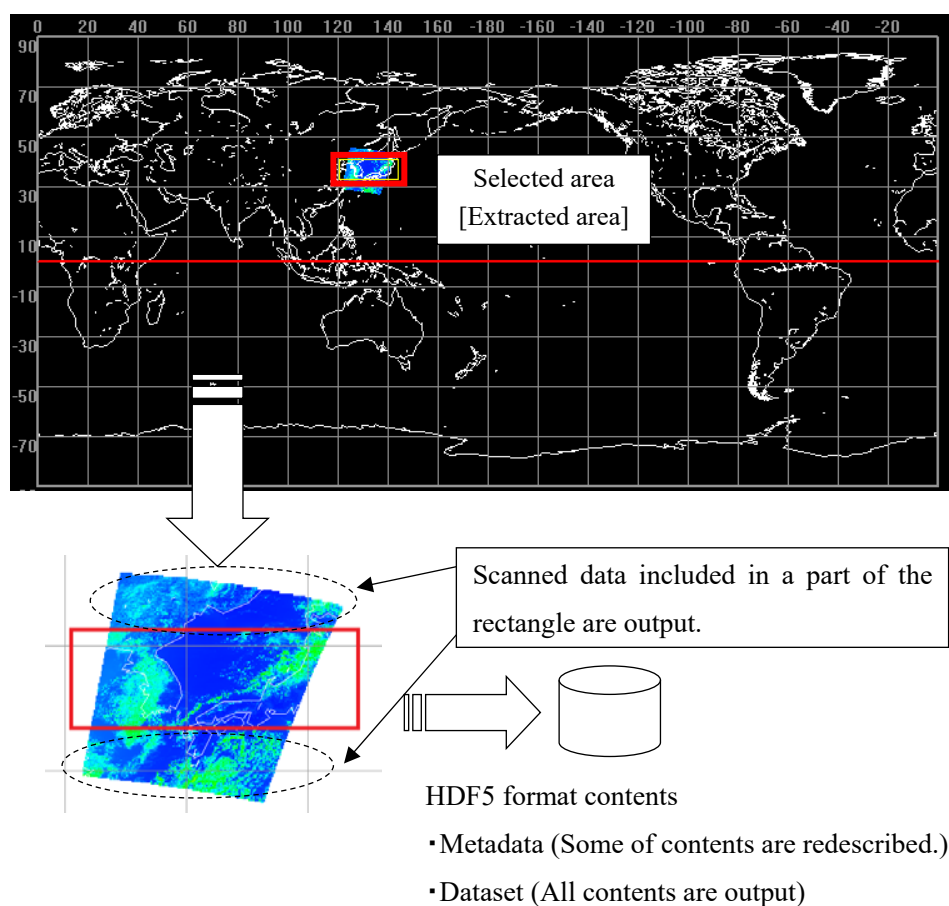 0 20 40 60 80 100 120 140 160 -180 -160 -140 -120 -100 -80 -60 -40 -20
90
70
50
30
10
-10
-30
-50
-70
Selected area
[Extracted area]
Scanned data included in a part of the
rectangle are output.
HDF5 format contents
・Metadata (Some of contents are redescribed.)
・Dataset (All contents are output)